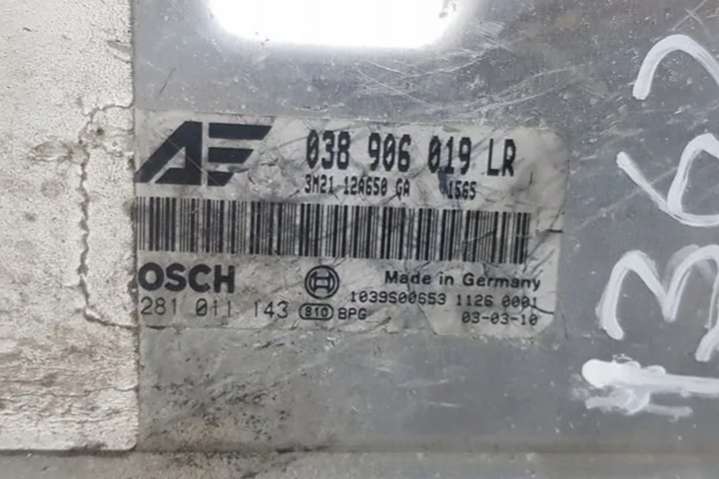 038 906 019 LR
3M21 12A650 GA 1565
OSCH
Made in Germany
281 011 143 810 BPG
1039S00653 1126 0001
03-03-10